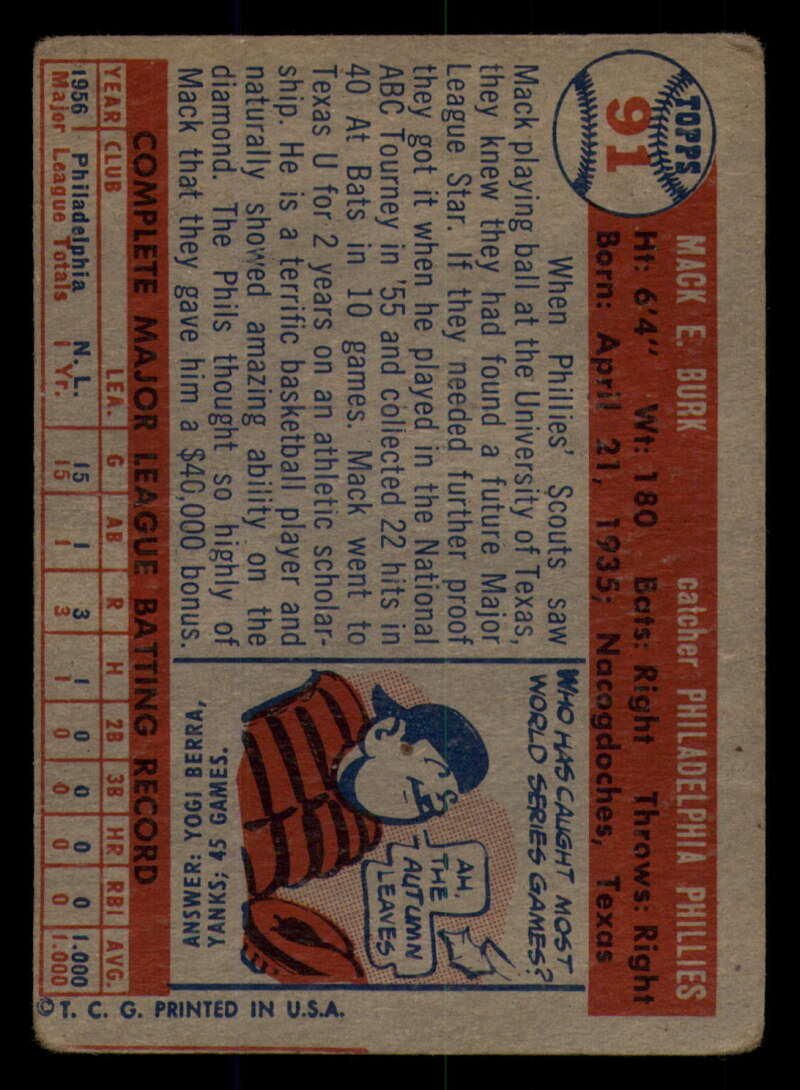 TOPPS
91
MACK E. BURK catcher PHILADELPHIA PHILLIES
Ht: 6'4" Wt: 180 Bats: Right Throws: Right
Born: April 21, 1935; Nacogdoches, Texas
When Phillies' Scouts saw
Mack playing ball at the University of Texas,
they knew they had found a future Major
League Star. If they needed further proof
they got it when he played in the National
ABC Tourney in '55 and collected 22 hits in
40 At Bats in 10 games. Mack went to
Texas U for 2 years on an athletic scholar-
ship. He is a terrific basketball player and
naturally showed amazing ability on the
diamond. The Phils thought so highly of
Mack that they gave him a $40,000 bonus.
WHO HAS CAUGHT MOST
WORLD SERIES GAMES?
AH,
THE
AUTUMN
LEAVES
ANSWER: YOGI BERRA,
YANKS; 45 GAMES.
COMPLETE MAJOR LEAGUE BATTING RECORD
YEAR CLUB LEA. G AB R H 2B 3B HR RBI AVG.
1956 Philadelphia N.L. 15 1 3 1 0 0 0 0 1.000
Major League Totals 1 Yr. 15 1 3 1 0 0 0 0 1.000
© T. C. G. PRINTED IN U.S.A.